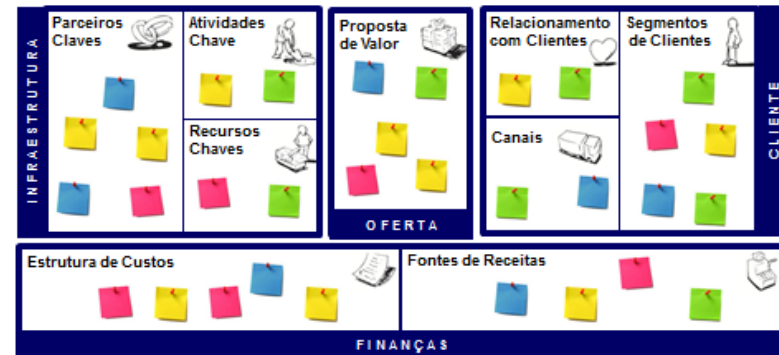 INFRAESTRUTURA
Parceiros
Claves
Atividades
Chave
Recursos
Chaves
Proposta
de Valor
OFERTA
Relacionamento
com Clientes
Canais
Segmentos
de Clientes
CLIENTE
Estrutura de Custos
Fontes de Receitas
FINANÇAS